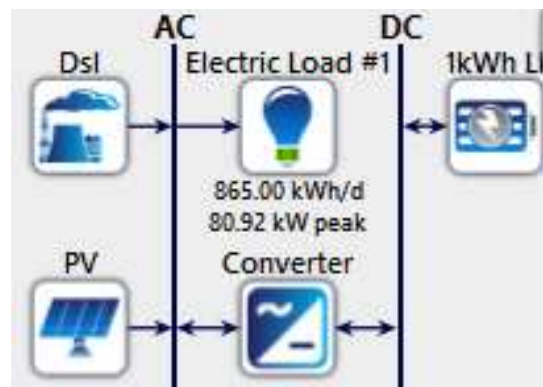 AC DC
Dsl Electric Load #1 1kWh LI
865.00 kWh/d
80.92 kW peak
PV Converter